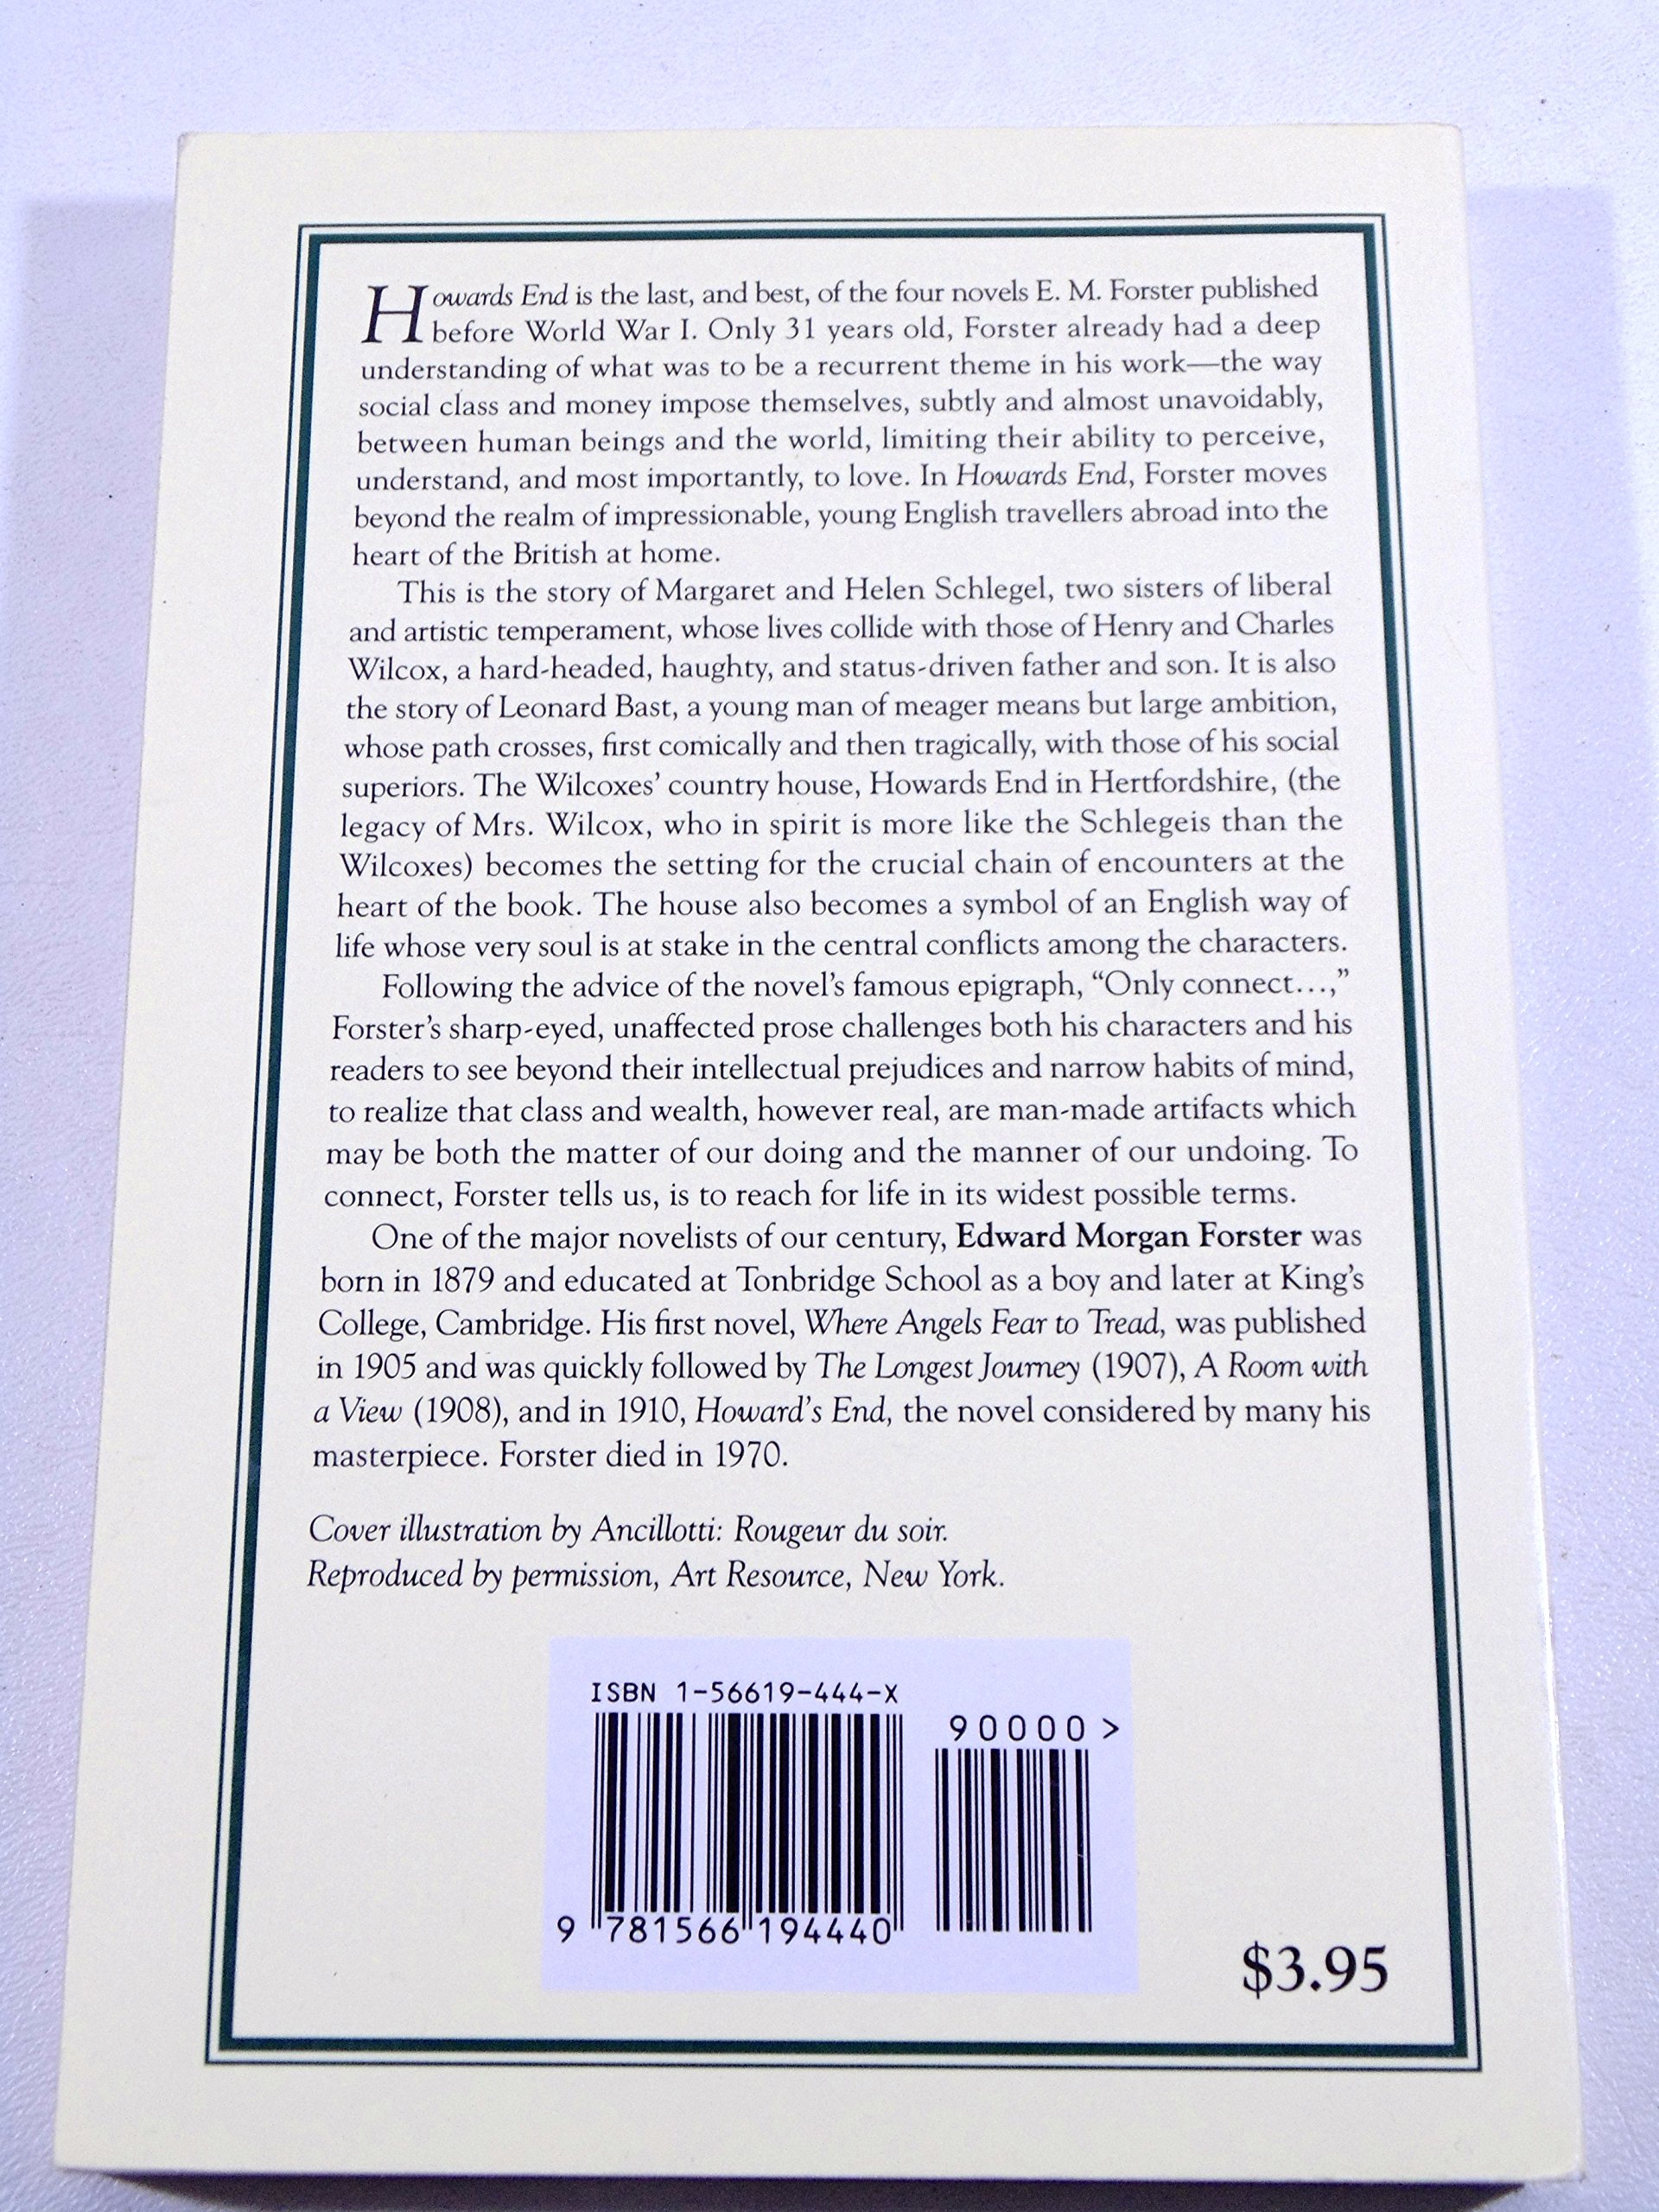 Howards End is the last, and best, of the four novels E. M. Forster published
before World War I. Only 31 years old, Forster already had a deep
understanding of what was to be a recurrent theme in his work—the way
social class and money impose themselves, subtly and almost unavoidably,
between human beings and the world, limiting their ability to perceive,
understand, and most importantly, to love. In Howards End, Forster moves
beyond the realm of impressionable, young English travellers abroad into the
heart of the British at home.
This is the story of Margaret and Helen Schlegel, two sisters of liberal
and artistic temperament, whose lives collide with those of Henry and Charles
Wilcox, a hard-headed, haughty, and status-driven father and son. It is also
the story of Leonard Bast, a young man of meager means but large ambition,
whose path crosses, first comically and then tragically, with those of his social
superiors. The Wilcoxes' country house, Howards End in Hertfordshire, (the
legacy of Mrs. Wilcox, who in spirit is more like the Schlegeis than the
Wilcoxes) becomes the setting for the crucial chain of encounters at the
heart of the book. The house also becomes a symbol of an English way of
life whose very soul is at stake in the central conflicts among the characters.
Following the advice of the novel's famous epigraph, “Only connect…,”
Forster's sharp-eyed, unaffected prose challenges both his characters and his
readers to see beyond their intellectual prejudices and narrow habits of mind,
to realize that class and wealth, however real, are man-made artifacts which
may be both the matter of our doing and the manner of our undoing. To
connect, Forster tells us, is to reach for life in its widest possible terms.
One of the major novelists of our century, Edward Morgan Forster was
born in 1879 and educated at Tonbridge School as a boy and later at King's
College, Cambridge. His first novel, Where Angels Fear to Tread, was published
in 1905 and was quickly followed by The Longest Journey (1907), A Room with
a View (1908), and in 1910, Howard's End, the novel considered by many his
masterpiece. Forster died in 1970.
Cover illustration by Ancillotti: Rougeur du soir.
Reproduced by permission, Art Resource, New York.
ISBN 1-56619-444-X
90000>
9 781566 194440
$3.95